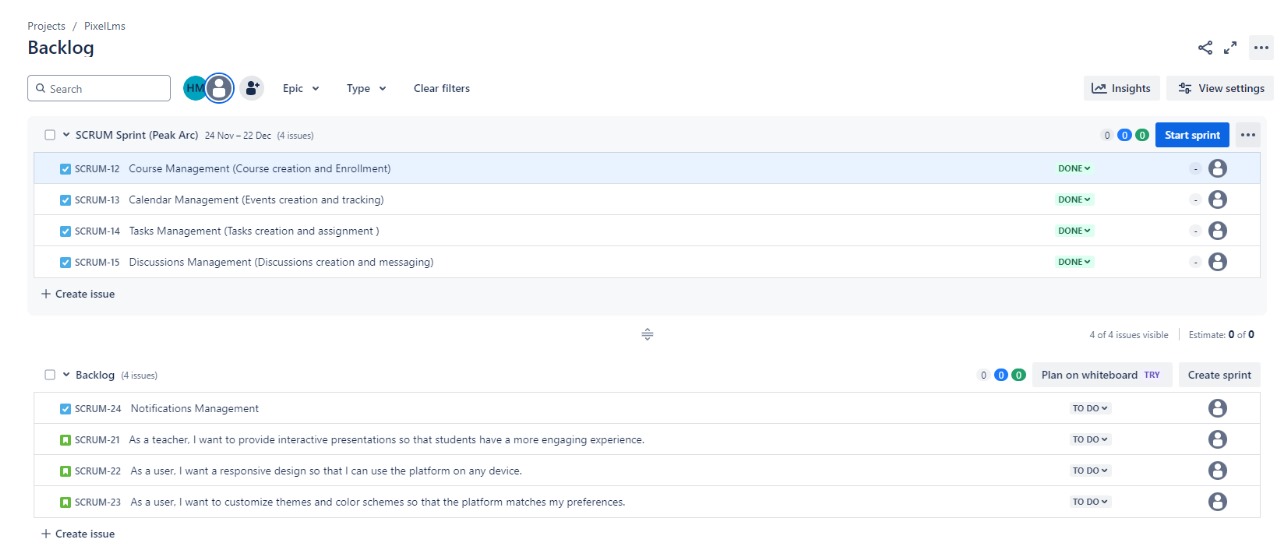 Projects / PixelLms
Backlog
Search HM Epic Type Clear filters Insights View settings
SCRUM Sprint (Peak Arc) 24 Nov – 22 Dec (4 issues) 0 0 0 Start sprint
SCRUM-12 Course Management (Course creation and Enrollment) DONE -
SCRUM-13 Calendar Management (Events creation and tracking) DONE -
SCRUM-14 Tasks Management (Tasks creation and assignment ) DONE -
SCRUM-15 Discussions Management (Discussions creation and messaging) DONE -
+ Create issue
4 of 4 issues visible Estimate: 0 of 0
Backlog (4 issues) 0 0 0 Plan on whiteboard TRY Create sprint
SCRUM-24 Notifications Management TO DO
SCRUM-21 As a teacher, I want to provide interactive presentations so that students have a more engaging experience. TO DO
SCRUM-22 As a user, I want a responsive design so that I can use the platform on any device. TO DO
SCRUM-23 As a user, I want to customize themes and color schemes so that the platform matches my preferences. TO DO
+ Create issue